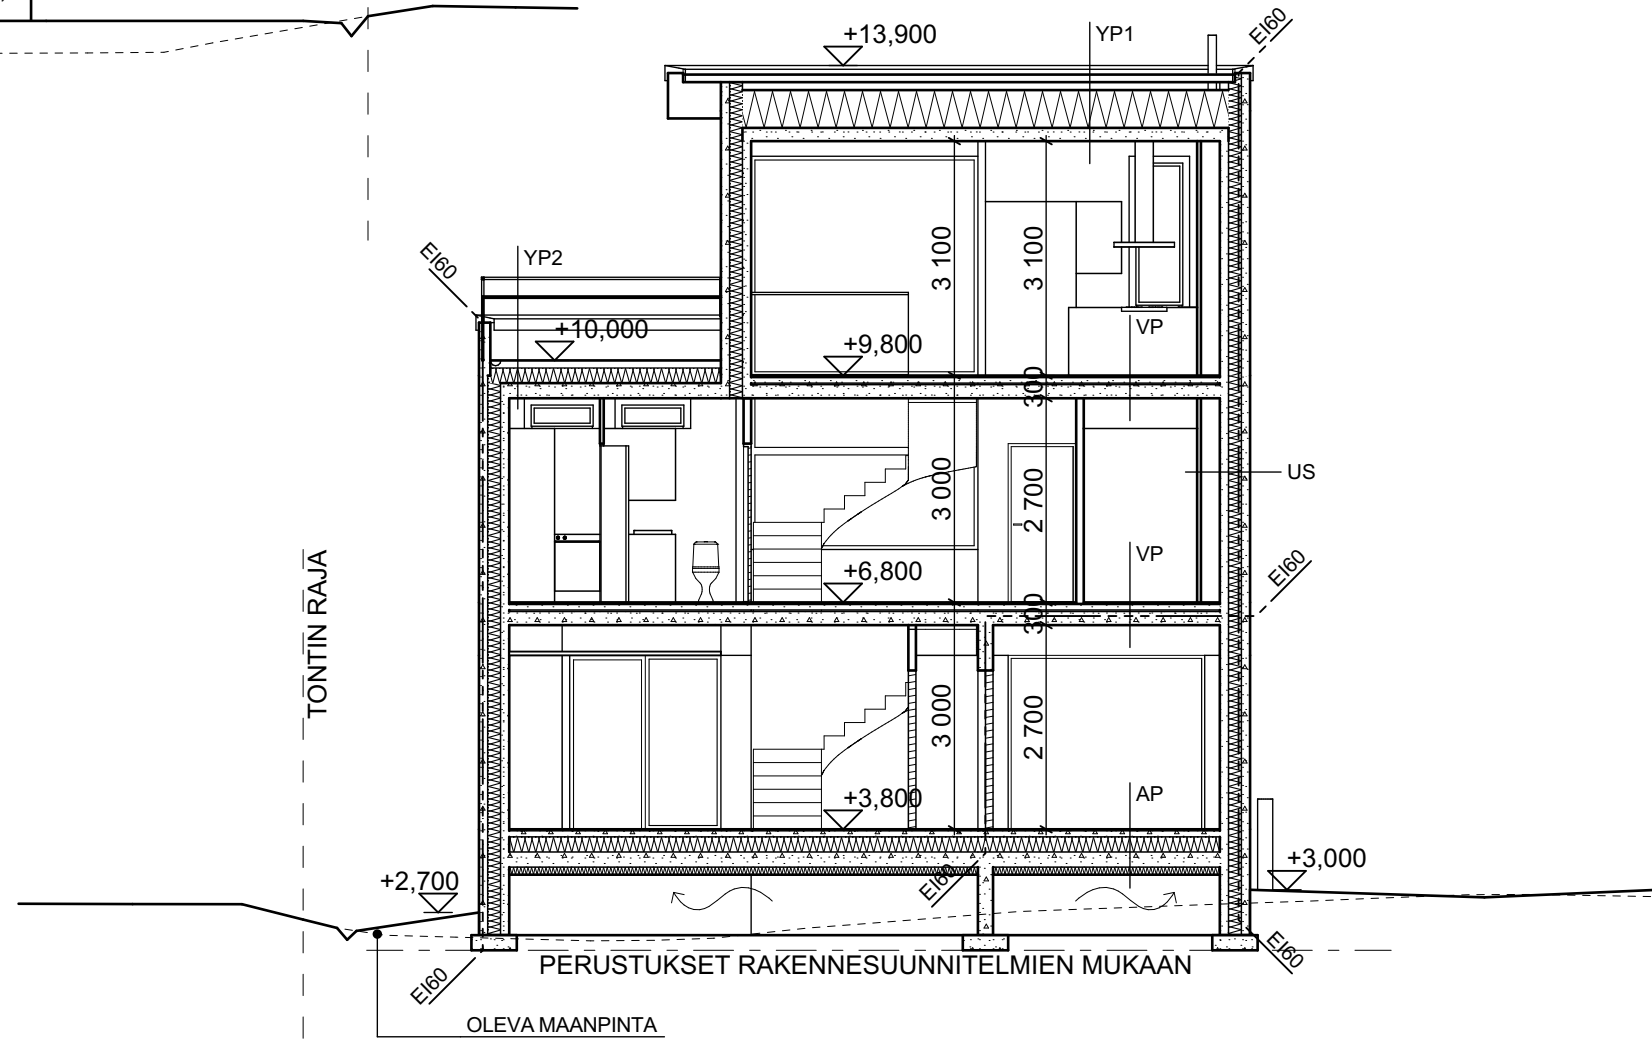 +13,900
YP1
EI60
EI60
YP2
3 100
3 100
+10,000
+9,800
VP
300
3 000
2 700
US
VP
EI60
+6,800
300
TONTIN RAJA
3 000
2 700
+3,800
AP
+2,700
EI60
+3,000
EI60
EI60
PERUSTUKSET RAKENNESUUNNITELMIEN MUKAAN
OLEVA MAANPINTA